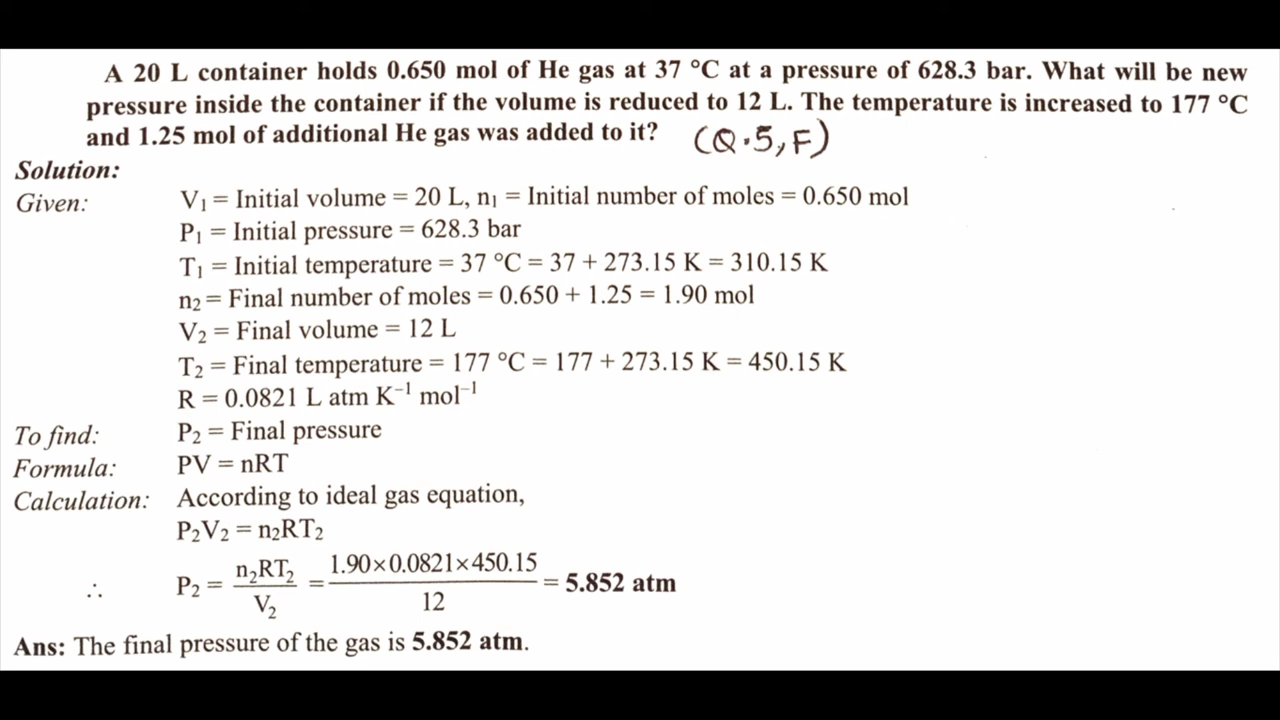 A 20 L container holds 0.650 mol of He gas at 37 °C at a pressure of 628.3 bar. What will be new
pressure inside the container if the volume is reduced to 12 L. The temperature is increased to 177 °C
and 1.25 mol of additional He gas was added to it? (Q.5,F)
Solution:
Given: V₁ = Initial volume = 20 L, n₁ = Initial number of moles = 0.650 mol
P₁ = Initial pressure = 628.3 bar
T₁ = Initial temperature = 37 °C = 37 + 273.15 K = 310.15 K
n₂ = Final number of moles = 0.650 + 1.25 = 1.90 mol
V₂ = Final volume = 12 L
T₂ = Final temperature = 177 °C = 177 + 273.15 K = 450.15 K
R = 0.0821 L atm K⁻¹ mol⁻¹
To find: P₂ = Final pressure
Formula: PV = nRT
Calculation: According to ideal gas equation,
P₂V₂ = n₂RT₂
∴ P₂ = n₂RT₂/V₂ = 1.90×0.0821×450.15/12 = 5.852 atm
Ans: The final pressure of the gas is 5.852 atm.